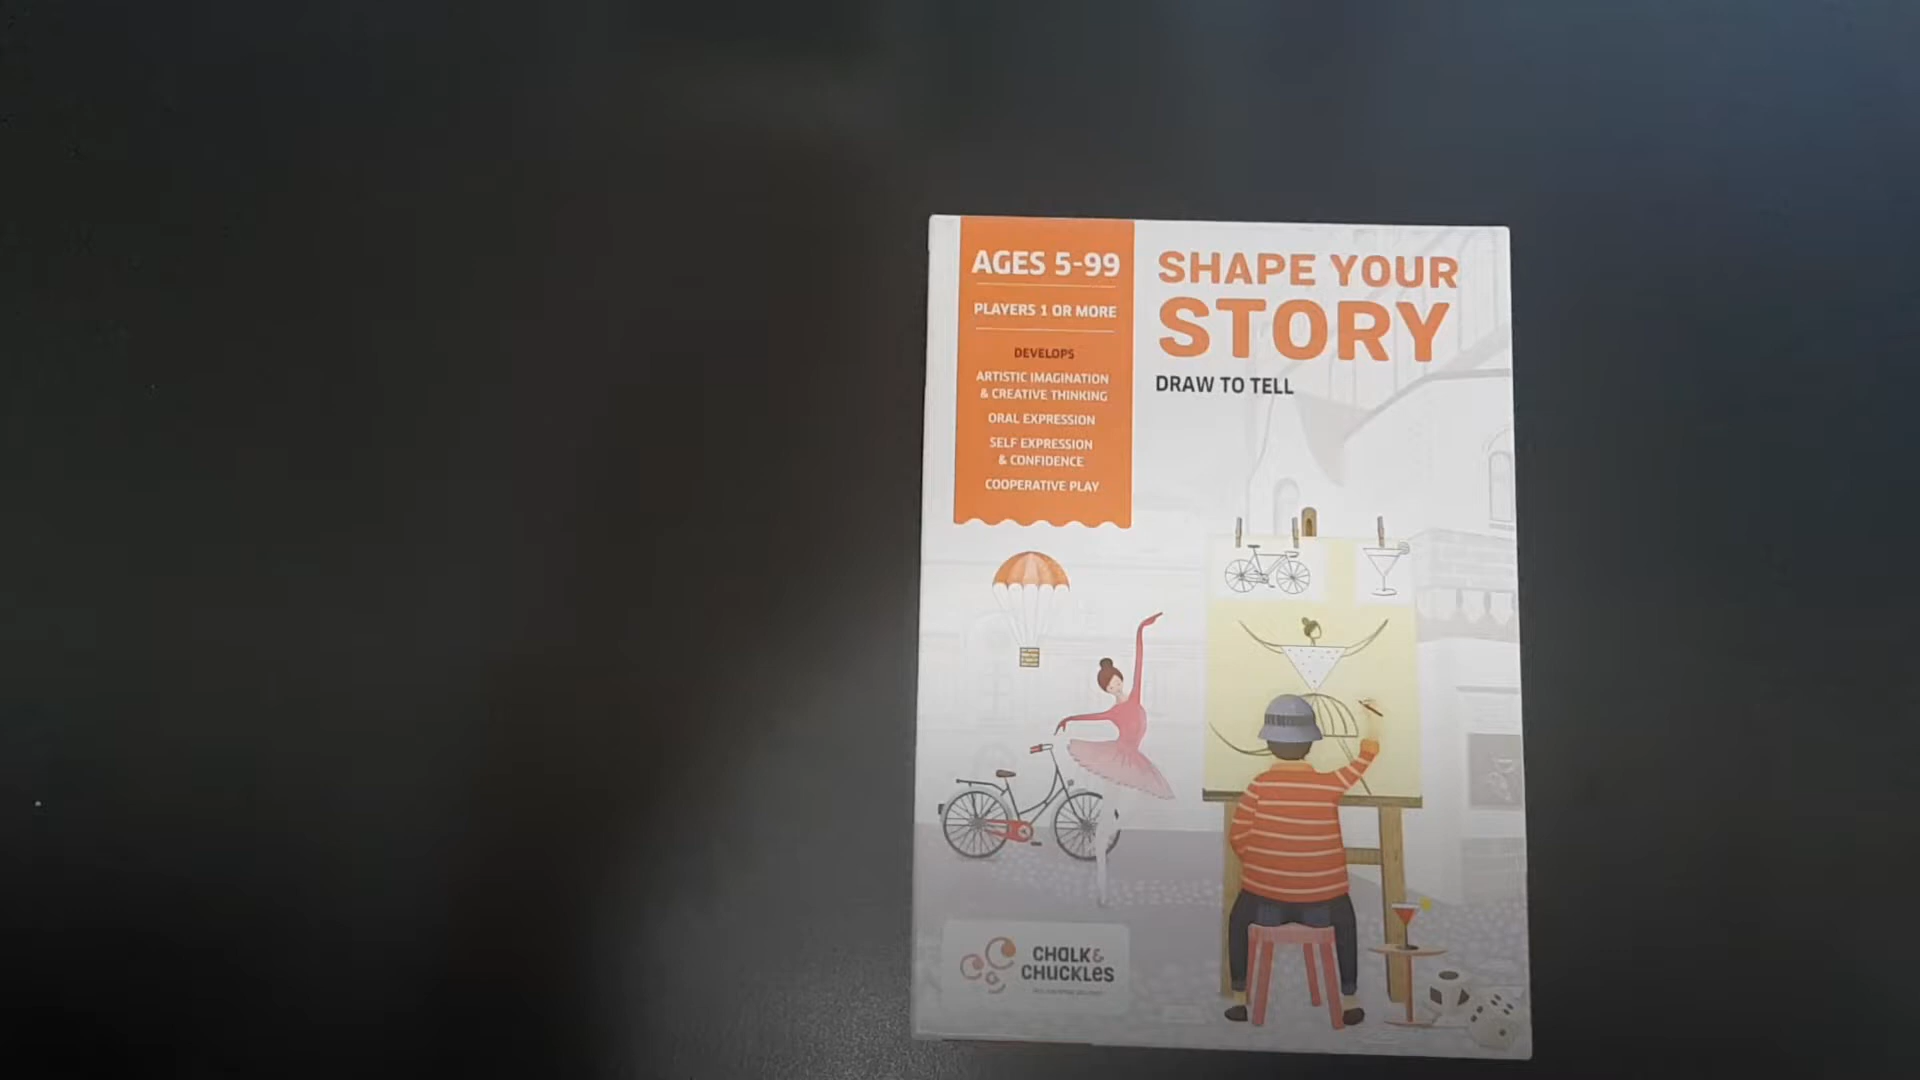 AGES 5-99
PLAYERS 1 OR MORE
DEVELOPS
ARTISTIC IMAGINATION
& CREATIVE THINKING
ORAL EXPRESSION
SELF EXPRESSION
& CONFIDENCE
COOPERATIVE PLAY
SHAPE YOUR
STORY
DRAW TO TELL
CHALK&
CHUCKLES